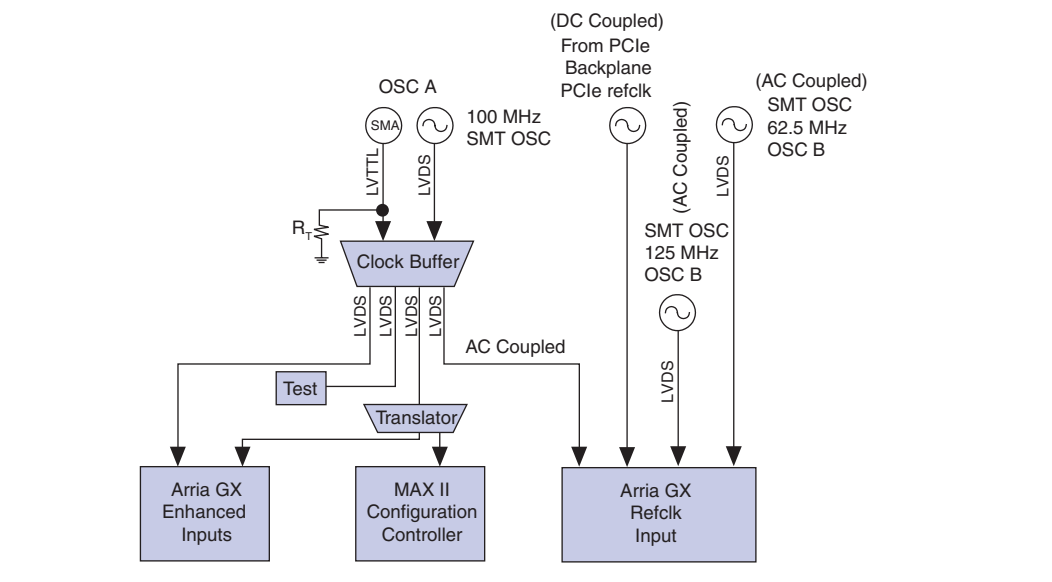 (DC Coupled)
From PCIe
Backplane
PCIe refclk
OSC A
SMA
100 MHz
SMT OSC
(AC Coupled)
SMT OSC
62.5 MHz
OSC B
(AC Coupled)
LVTTL
LVDS
LVDS
RT
SMT OSC
125 MHz
OSC B
Clock Buffer
LVDS
LVDS
LVDS
LVDS
AC Coupled
Test
LVDS
Translator
Arria GX
Enhanced
Inputs
MAX II
Configuration
Controller
Arria GX
Refclk
Input